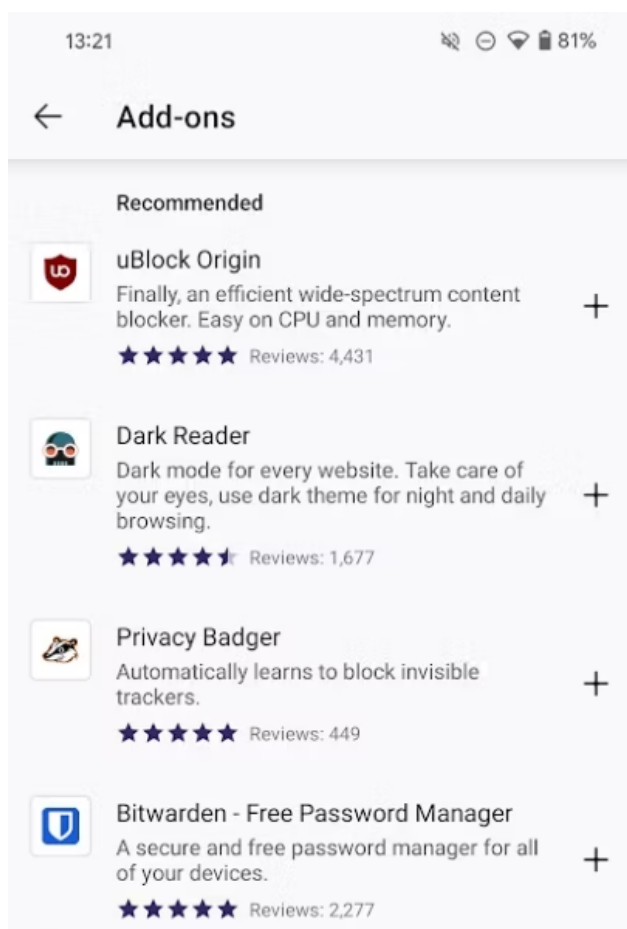 13:21
81%
Add-ons
Recommended
uBlock Origin
Finally, an efficient wide-spectrum content
blocker. Easy on CPU and memory.
Reviews: 4,431
Dark Reader
Dark mode for every website. Take care of
your eyes, use dark theme for night and daily
browsing.
Reviews: 1,677
Privacy Badger
Automatically learns to block invisible
trackers.
Reviews: 449
Bitwarden - Free Password Manager
A secure and free password manager for all
of your devices.
Reviews: 2,277